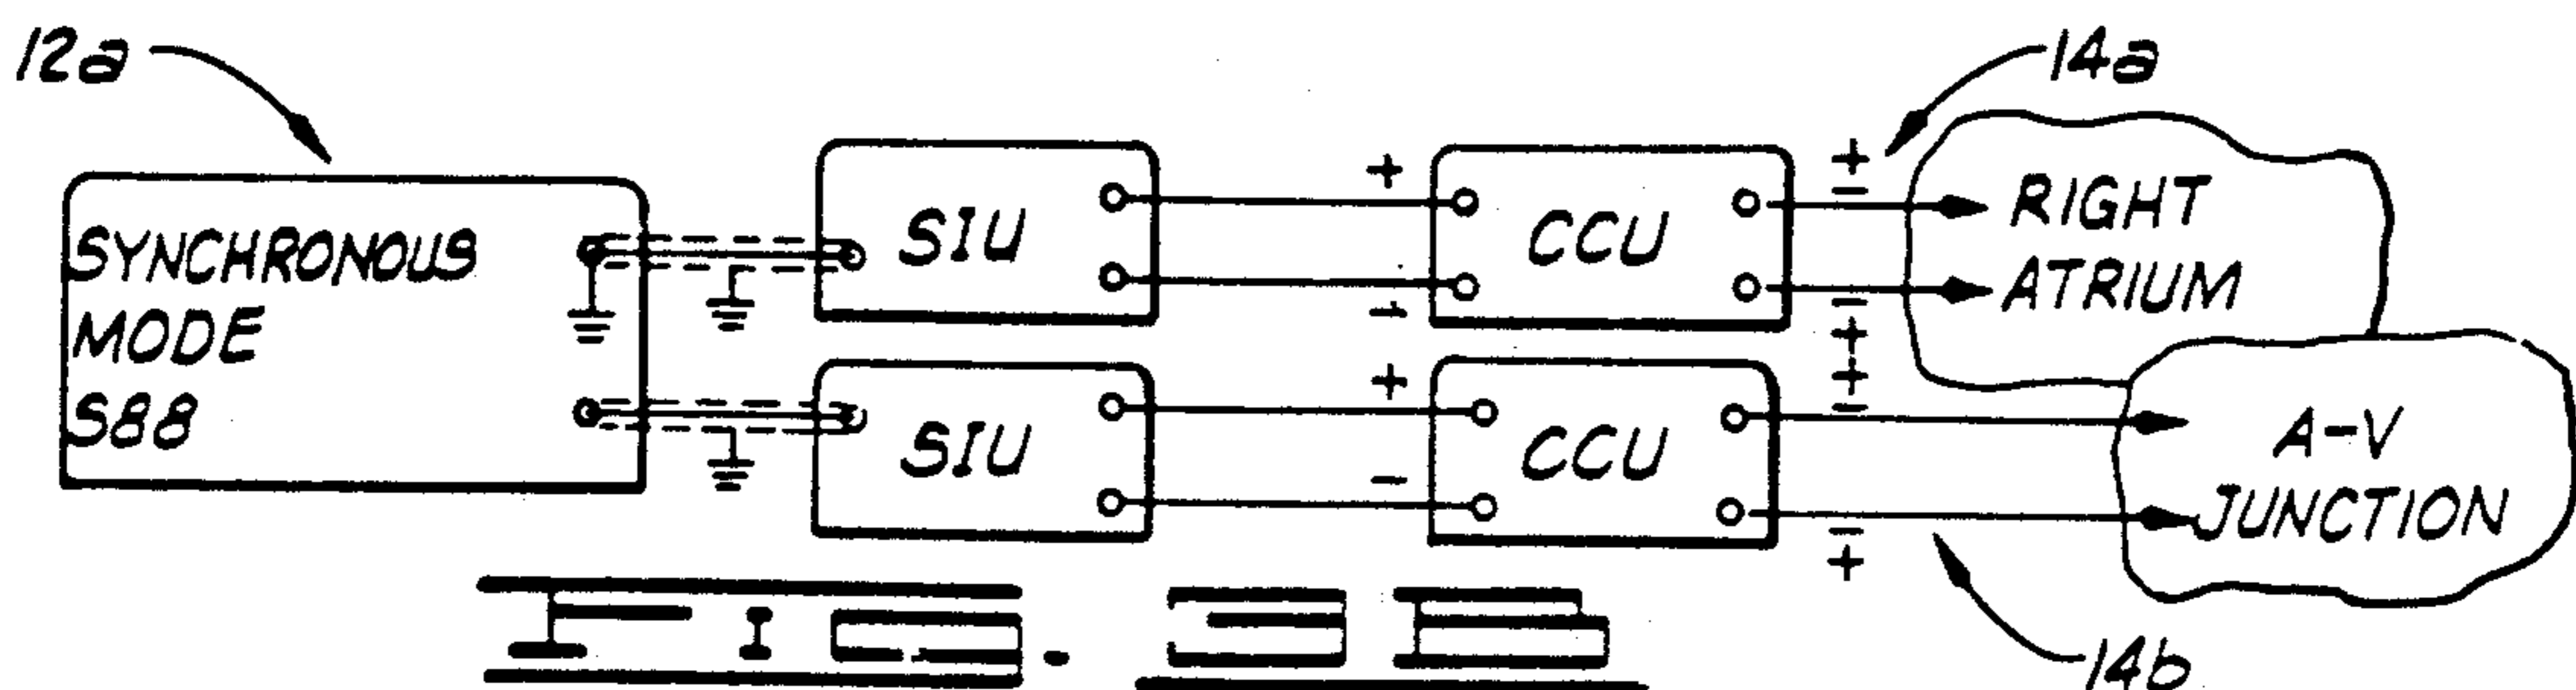 12a
14a
SYNCHRONOUS
MODE
S88
SIU
+
-
CCU
+
-
-
+
RIGHT
ATRIUM
SIU
+
-
CCU
+
-
-
+
A-V
JUNCTION
14b
FIG. 3B